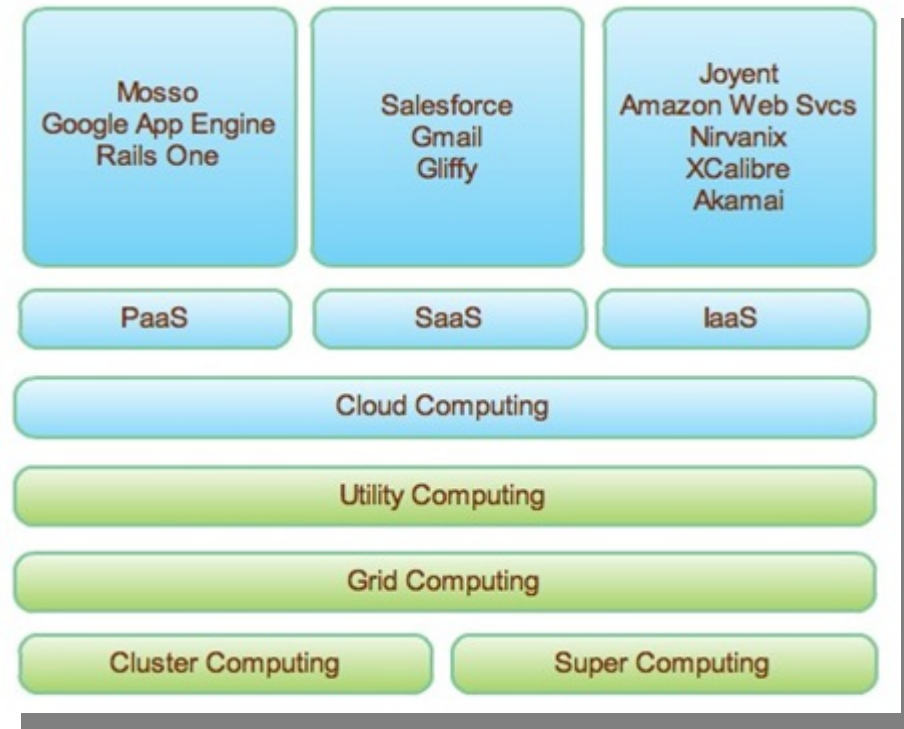 Mosso
Google App Engine
Rails One
Salesforce
Gmail
Gliffy
Joyent
Amazon Web Svcs
Nirvanix
XCalibre
Akamai
PaaS
SaaS
IaaS
Cloud Computing
Utility Computing
Grid Computing
Cluster Computing
Super Computing